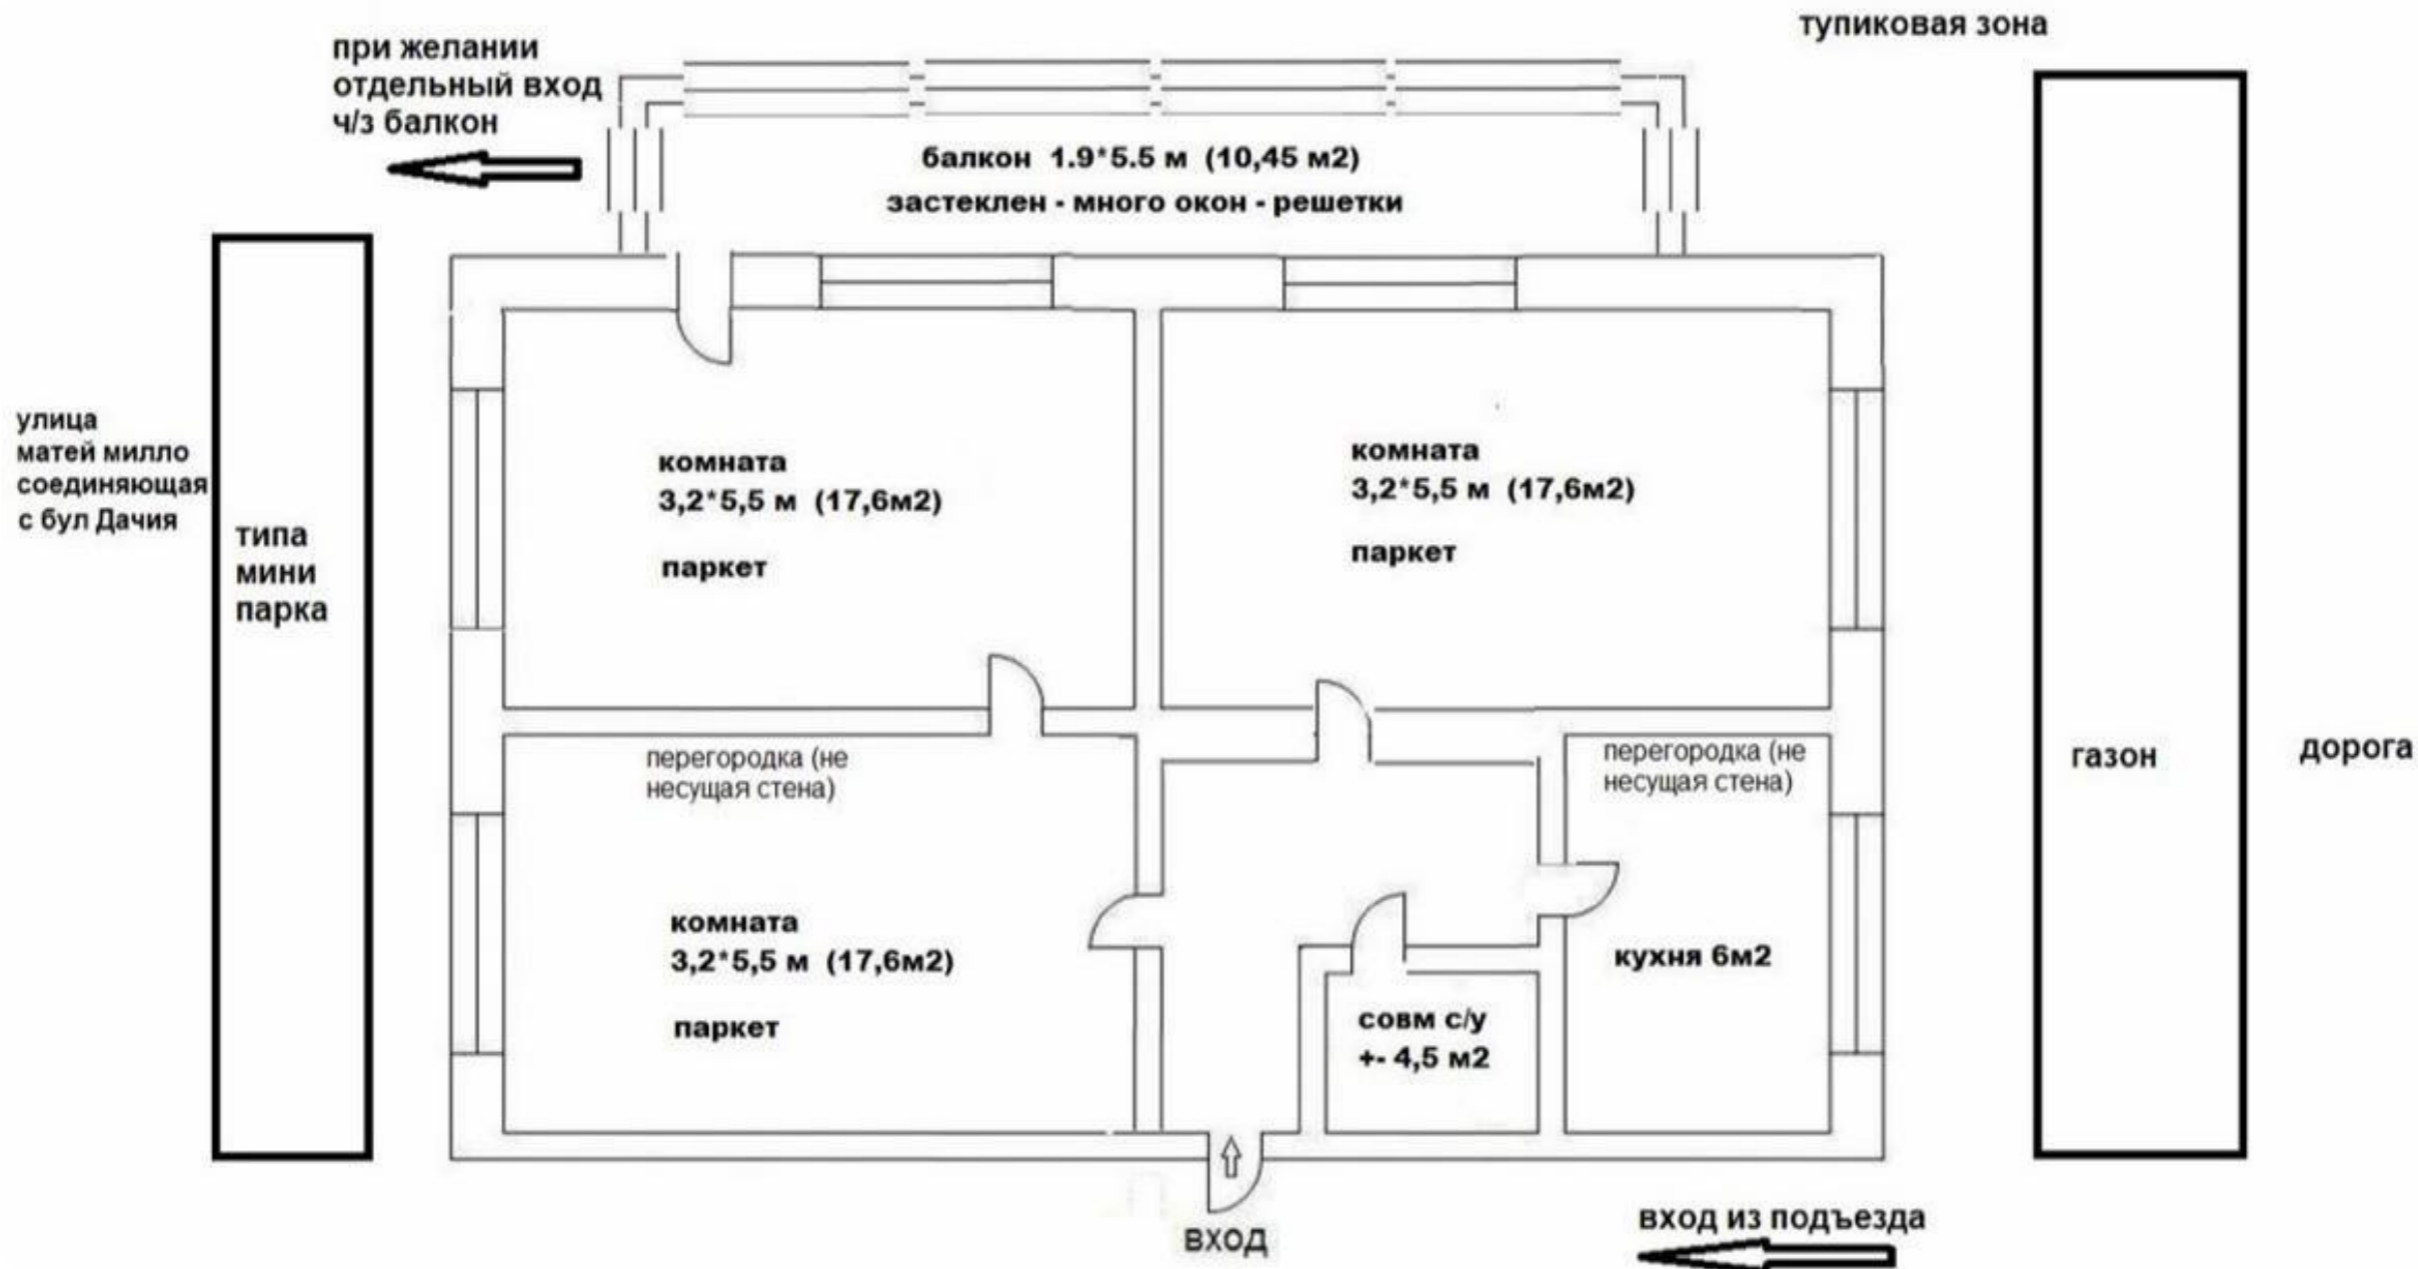 тупиковая зона
при желании
отдельный вход
ч/з балкон
балкон 1.9*5.5 м (10,45 м2)
застеклен - много окон - решетки
улица
матей милло
соединяющая
с бул Дачия
типа
мини
парка
комната
3,2*5,5 м (17,6м2)
паркет
комната
3,2*5,5 м (17,6м2)
паркет
перегородка (не
несущая стена)
перегородка (не
несущая стена)
газон
дорога
комната
3,2*5,5 м (17,6м2)
паркет
кухня 6м2
совм с/у
+- 4,5 м2
вход из подъезда
вход